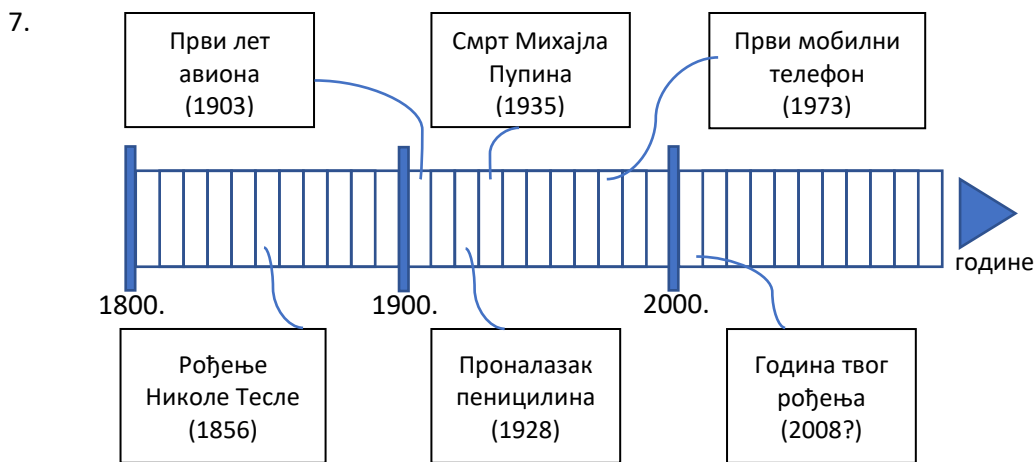 7.
Први лет
авиона
(1903)
Смрт Михајла
Пупина
(1935)
Први мобилни
телефон
(1973)
године
1800.
1900.
2000.
Рођење
Николе Тесле
(1856)
Проналазак
пеницилина
(1928)
Година твог
рођења
(2008?)